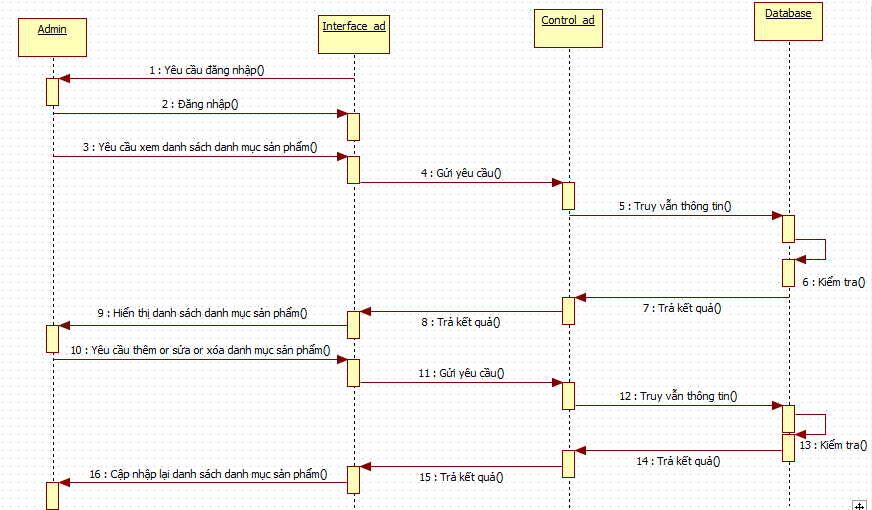 Admin
Interface_ad
Control_ad
Database
1 : Yêu cầu đăng nhập()
2 : Đăng nhập()
3 : Yêu cầu xem danh sách danh mục sản phẩm()
4 : Gửi yêu cầu()
5 : Truy vẫn thông tin()
6 : Kiểm tra()
7 : Trả kết quả()
8 : Trả kết quả()
9 : Hiển thị danh sách danh mục sản phẩm()
10 : Yêu cầu thêm or sửa or xóa danh mục sản phẩm()
11 : Gửi yêu cầu()
12 : Truy vẫn thông tin()
13 : Kiểm tra()
14 : Trả kết quả()
15 : Trả kết quả()
16 : Cập nhập lại danh sách danh mục sản phẩm()